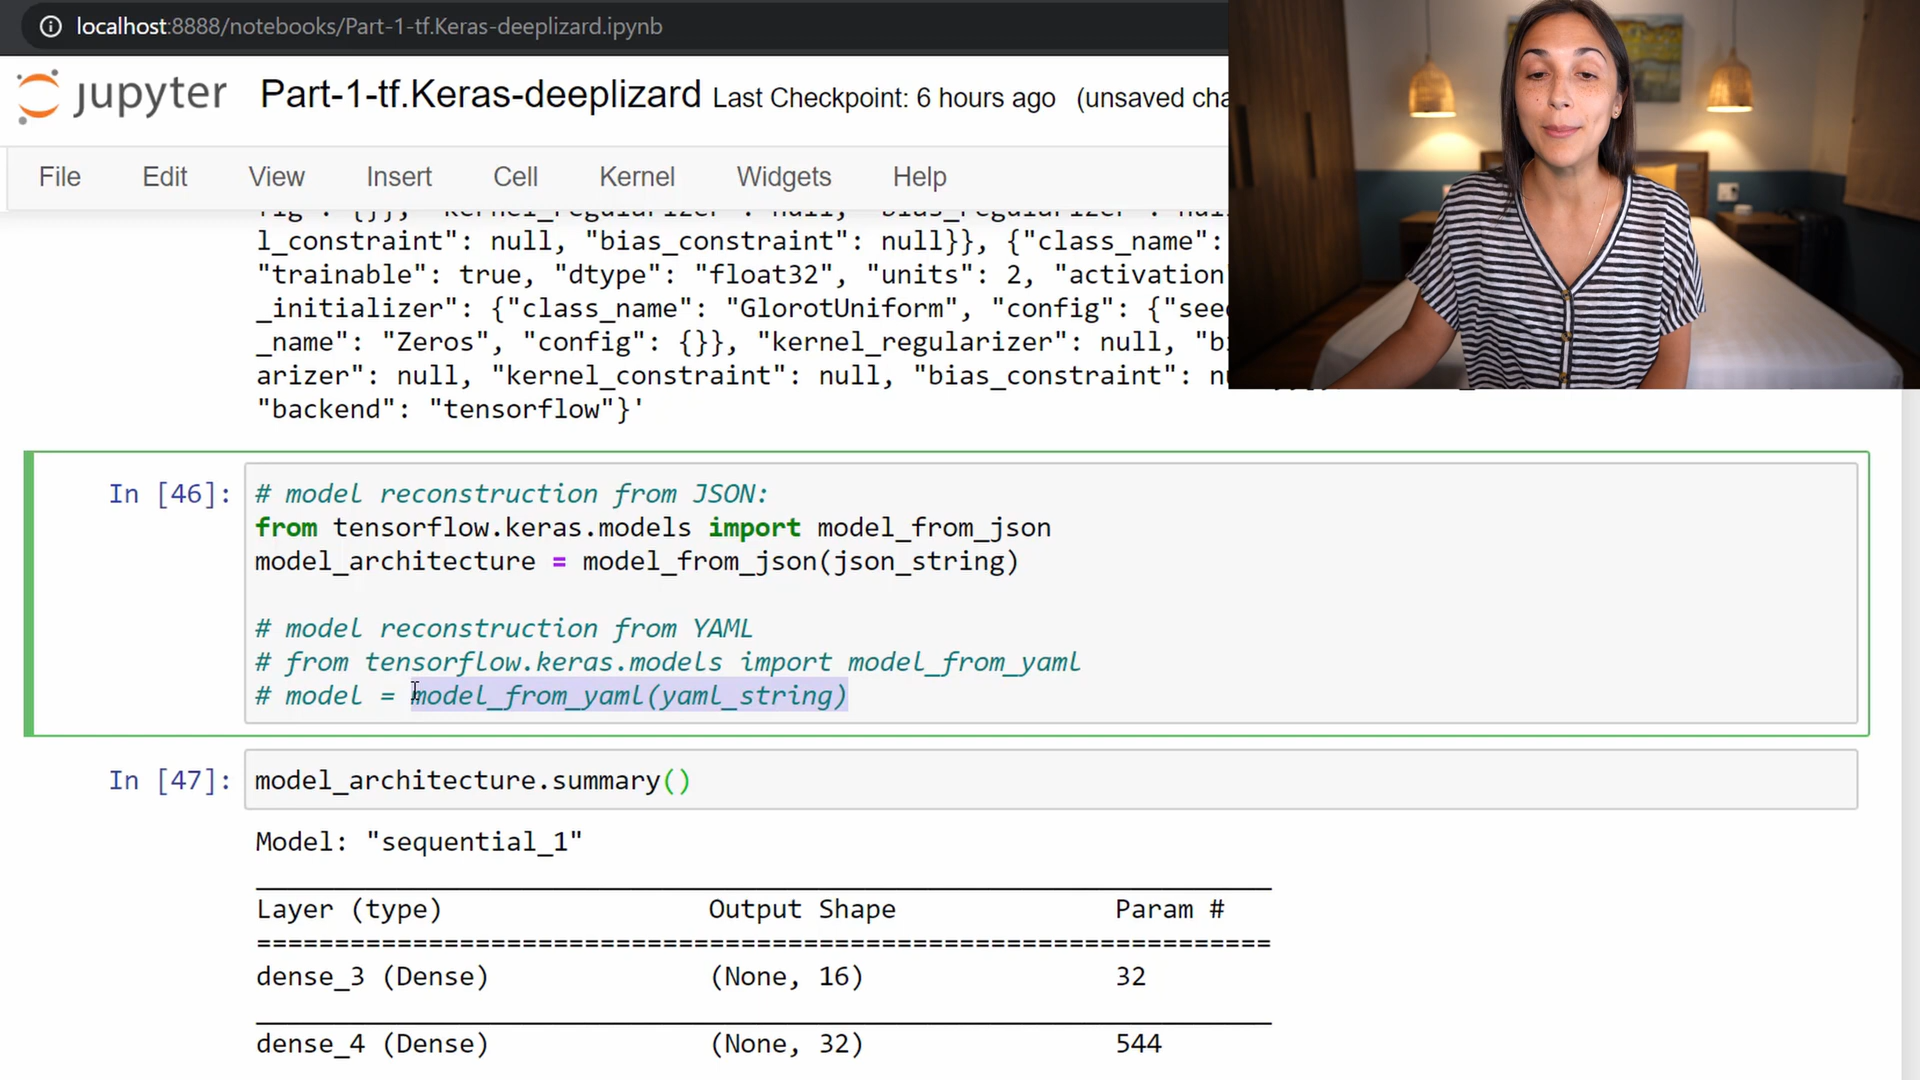 localhost:8888/notebooks/Part-1-tf.Keras-deeplizard.ipynb
jupyter Part-1-tf.Keras-deeplizard Last Checkpoint: 6 hours ago (unsaved cha
File Edit View Insert Cell Kernel Widgets Help
l_constraint": null, "bias_constraint": null}}, {"class_name":
"trainable": true, "dtype": "float32", "units": 2, "activation
_initializer": {"class_name": "GlorotUniform", "config": {"seed
_name": "Zeros", "config": {}}, "kernel_regularizer": null, "bi
arizer": null, "kernel_constraint": null, "bias_constraint": nu
"backend": "tensorflow"}'
In [46]: # model reconstruction from JSON:
from tensorflow.keras.models import model_from_json
model_architecture = model_from_json(json_string)
# model reconstruction from YAML
# from tensorflow.keras.models import model_from_yaml
# model = model_from_yaml(yaml_string)
In [47]: model_architecture.summary()
Model: "sequential_1"
Layer (type) Output Shape Param #
dense_3 (Dense) (None, 16) 32
dense_4 (Dense) (None, 32) 544